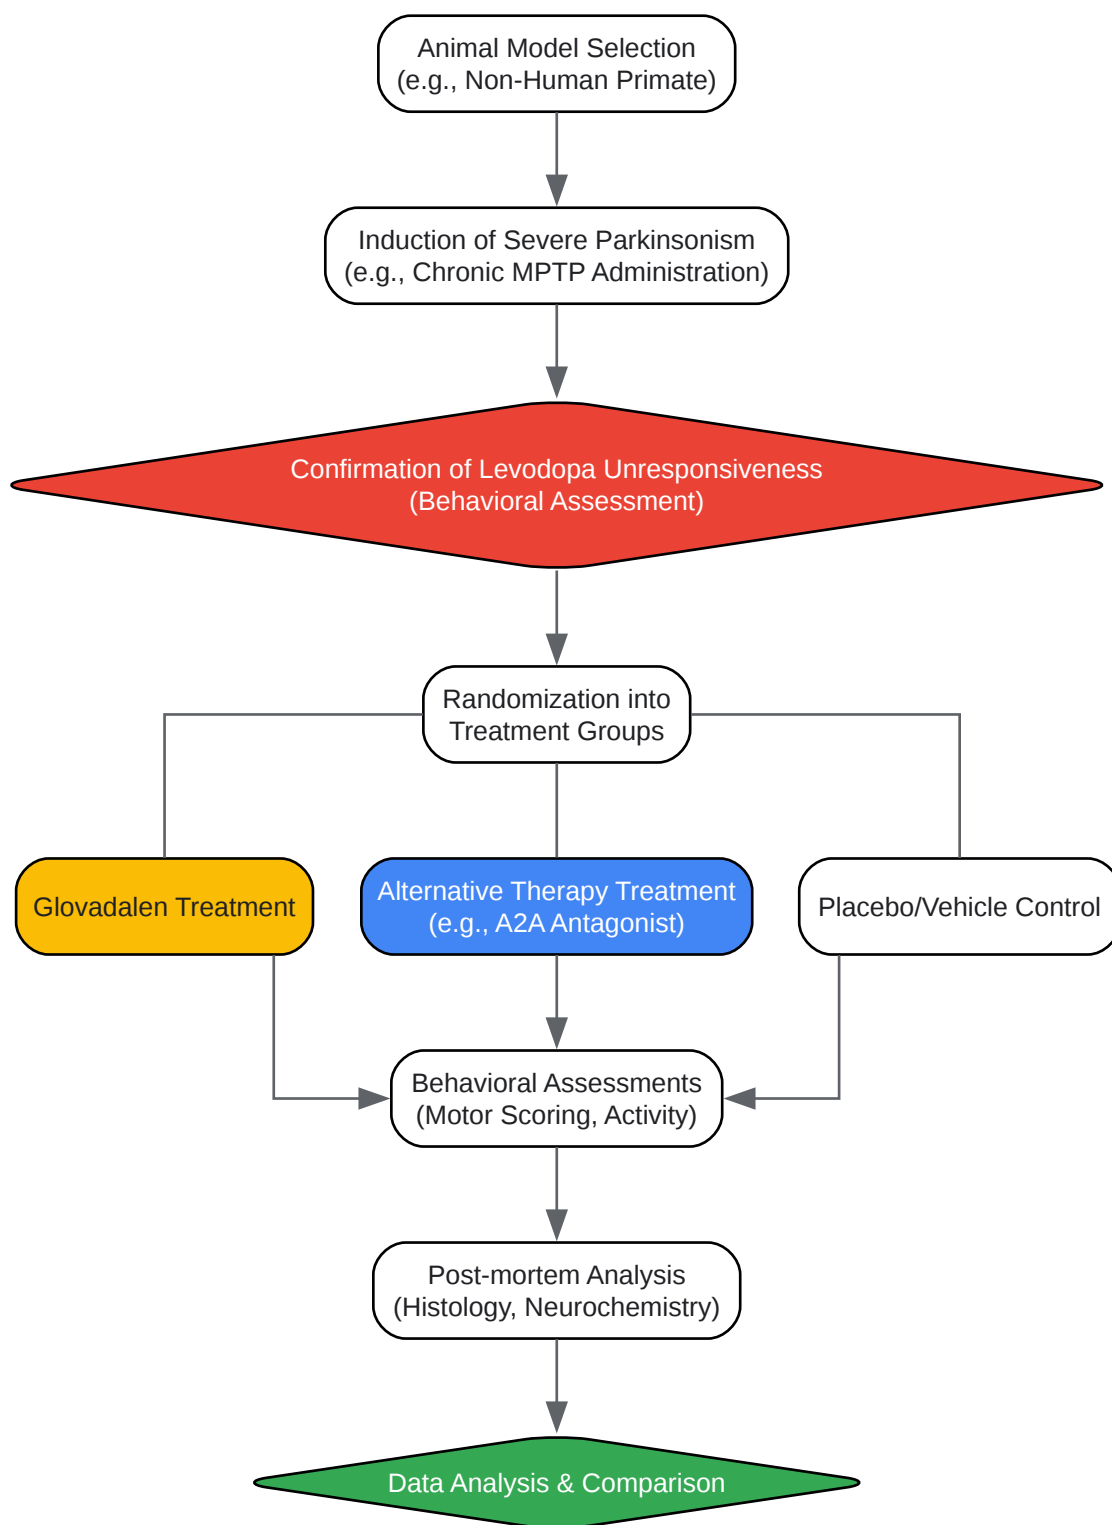 Animal Model Selection
(e.g., Non-Human Primate)
Induction of Severe Parkinsonism
(e.g., Chronic MPTP Administration)
Confirmation of Levodopa Unresponsiveness
(Behavioral Assessment)
Randomization into
Treatment Groups
Glovadalen Treatment
Alternative Therapy Treatment
(e.g., A2A Antagonist)
Placebo/Vehicle Control
Behavioral Assessments
(Motor Scoring, Activity)
Post-mortem Analysis
(Histology, Neurochemistry)
Data Analysis & Comparison